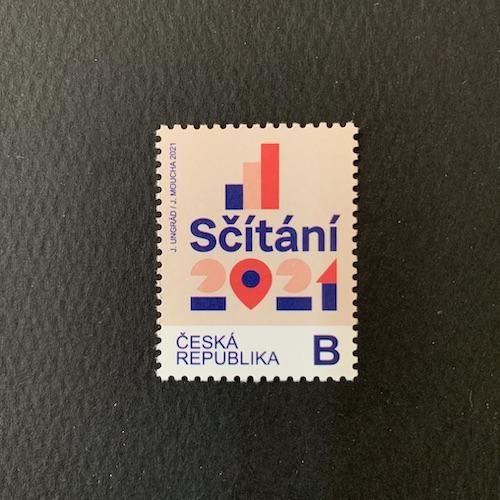 J. UNGRÁD / J. MOUCHA 2021
Sčítání
2021
ČESKÁ
REPUBLIKA
B